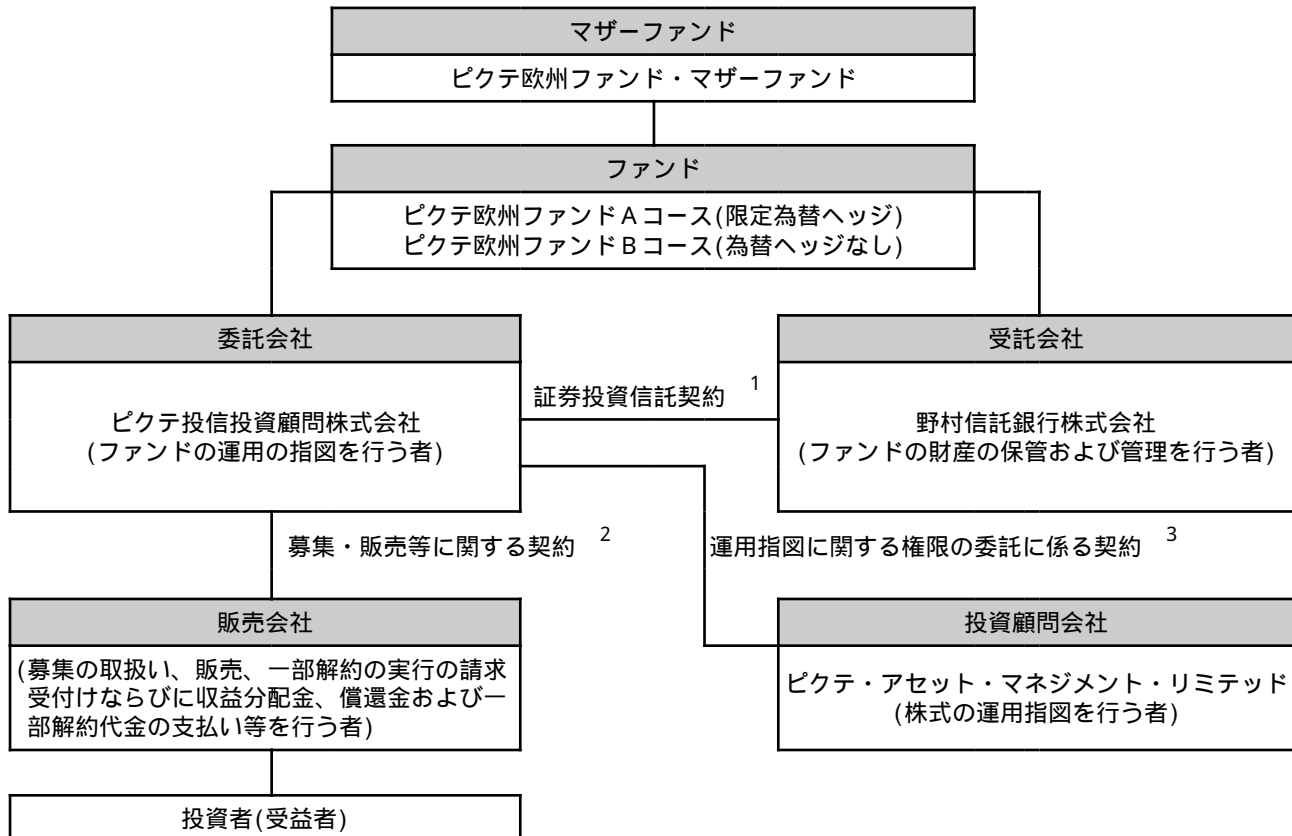 マザーファンド
ピクテ欧州ファンド・マザーファンド
ファンド
ピクテ欧州ファンドＡコース(限定為替ヘッジ)
ピクテ欧州ファンドＢコース(為替ヘッジなし)
委託会社
ピクテ投信投資顧問株式会社
(ファンドの運用の指図を行う者)
証券投資信託契約 1
受託会社
野村信託銀行株式会社
(ファンドの財産の保管および管理を行う者)
募集・販売等に関する契約 2
運用指図に関する権限の委託に係る契約 3
販売会社
(募集の取扱い、販売、一部解約の実行の請求
受付けならびに収益分配金、償還金および一
部解約代金の支払い等を行う者)
投資顧問会社
ピクテ・アセット・マネジメント・リミテッド
(株式の運用指図を行う者)
投資者(受益者)